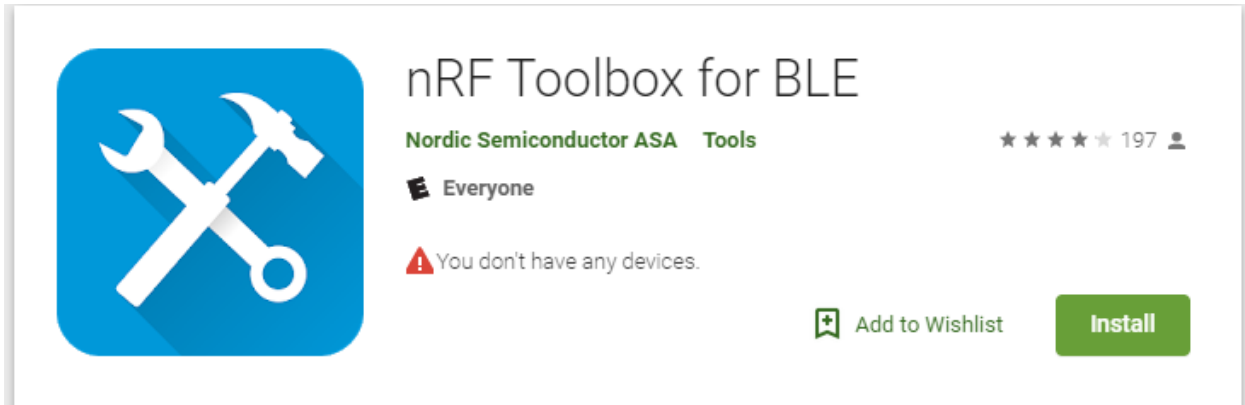 nRF Toolbox for BLE
Nordic Semiconductor ASA Tools 197
E Everyone
You don't have any devices.
Add to Wishlist Install